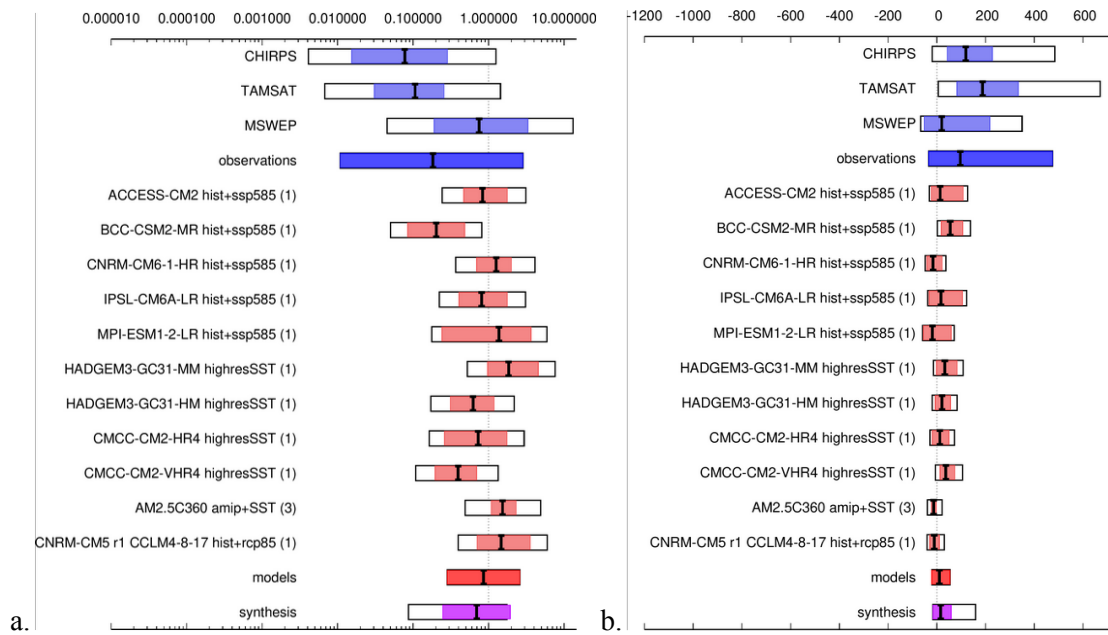 0.000010 0.000100 0.001000 0.010000 0.100000 1.000000 10.000000
CHIRPS
TAMSAT
MSWEP
observations
ACCESS-CM2 hist+ssp585 (1)
BCC-CSM2-MR hist+ssp585 (1)
CNRM-CM6-1-HR hist+ssp585 (1)
IPSL-CM6A-LR hist+ssp585 (1)
MPI-ESM1-2-LR hist+ssp585 (1)
HADGEM3-GC31-MM highresSST (1)
HADGEM3-GC31-HM highresSST (1)
CMCC-CM2-HR4 highresSST (1)
CMCC-CM2-VHR4 highresSST (1)
AM2.5C360 amip+SST (3)
CNRM-CM5 r1 CCLM4-8-17 hist+rcp85 (1)
models
synthesis
a.
-1200 -1000 -800 -600 -400 -200 0 200 400 600
CHIRPS
TAMSAT
MSWEP
observations
ACCESS-CM2 hist+ssp585 (1)
BCC-CSM2-MR hist+ssp585 (1)
CNRM-CM6-1-HR hist+ssp585 (1)
IPSL-CM6A-LR hist+ssp585 (1)
MPI-ESM1-2-LR hist+ssp585 (1)
HADGEM3-GC31-MM highresSST (1)
HADGEM3-GC31-HM highresSST (1)
CMCC-CM2-HR4 highresSST (1)
CMCC-CM2-VHR4 highresSST (1)
AM2.5C360 amip+SST (3)
CNRM-CM5 r1 CCLM4-8-17 hist+rcp85 (1)
models
synthesis
b.